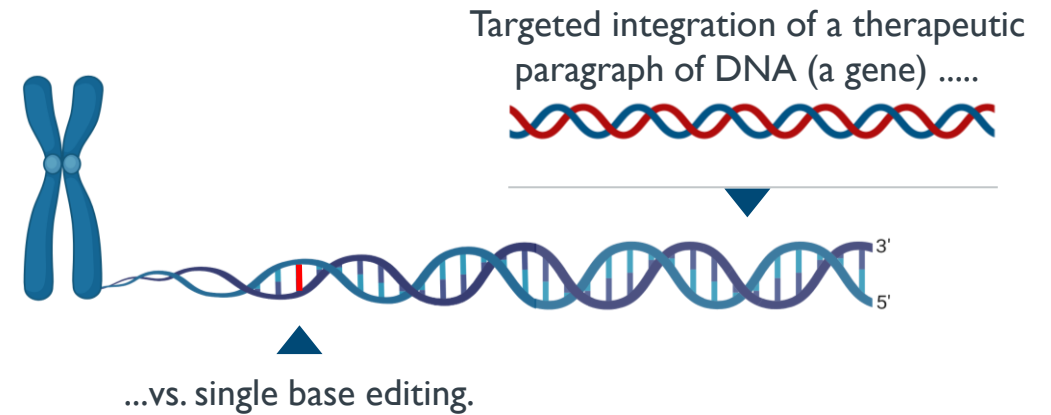 Targeted integration of a therapeutic
paragraph of DNA (a gene) .....
3'
5'
...vs. single base editing.